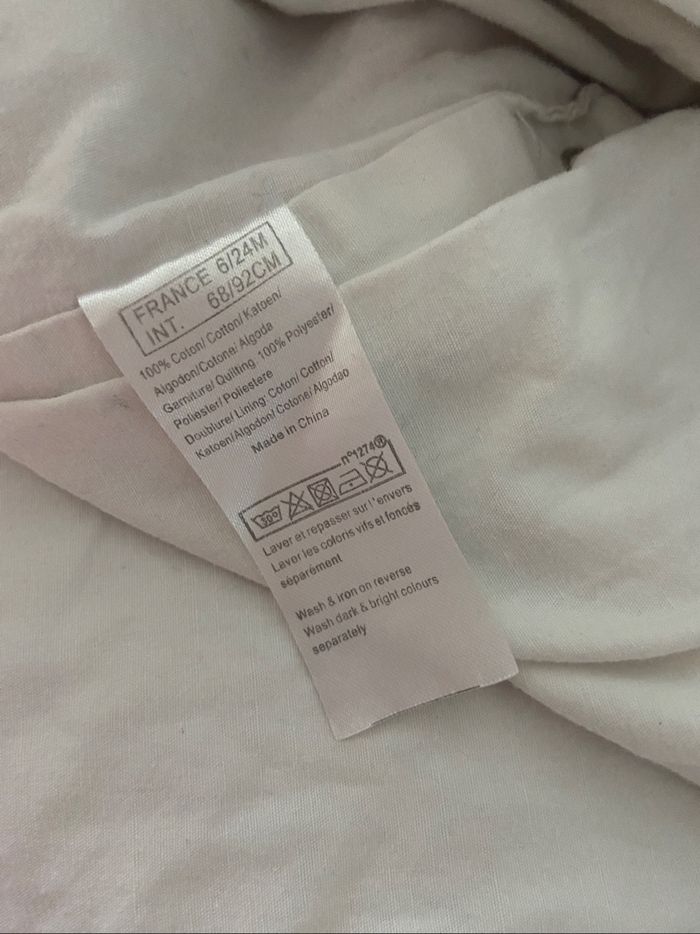 FRANCE 6/24M
INT. 68/92CM
100% Coton/ Cotton/ Katoen/
Algodon/Cotone/ Algoda
Garniture/ Quilting: 100% Polyester/
Poliester/ Poliestere
Doublure/ Lining: Coton/ Cotton/
Katoen/Algodon/ Cotone/ Algodao
Made in China
n°1274®
30°
Laver et repasser sur l'envers
Laver les coloris vifs et foncés
séparément
Wash & iron on reverse
Wash dark & bright colours
separately